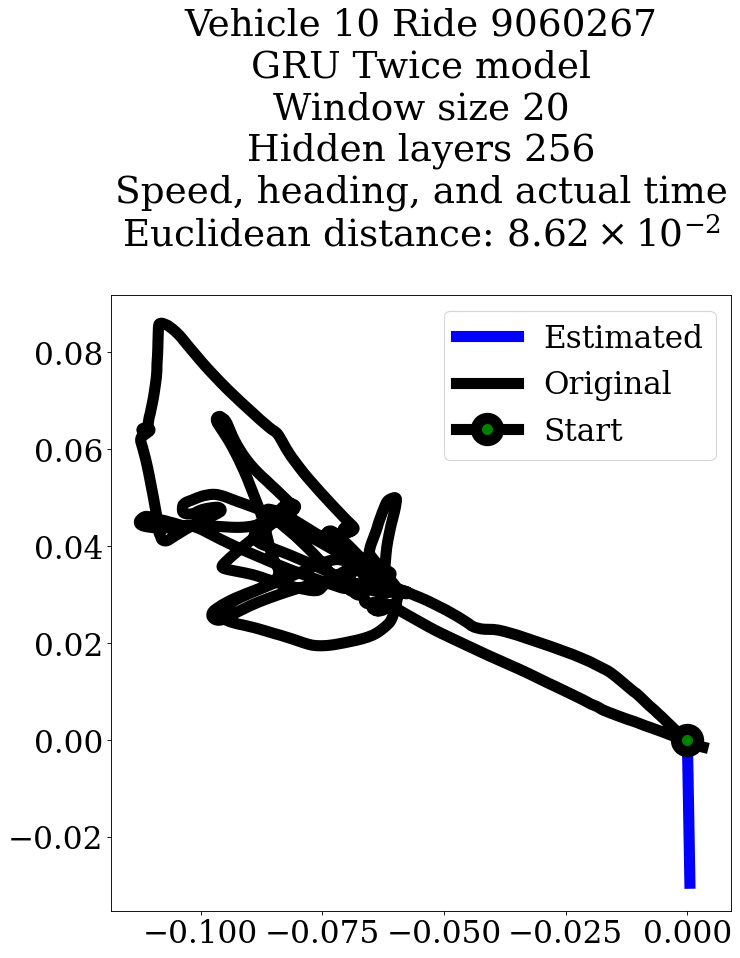 Vehicle 10 Ride 9060267
GRU Twice model
Window size 20
Hidden layers 256
Speed, heading, and actual time
Euclidean distance: 8.62 × 10⁻²
Estimated
Original
Start
0.08
0.06
0.04
0.02
0.00
−0.02
−0.100 −0.075 −0.050 −0.025 0.000